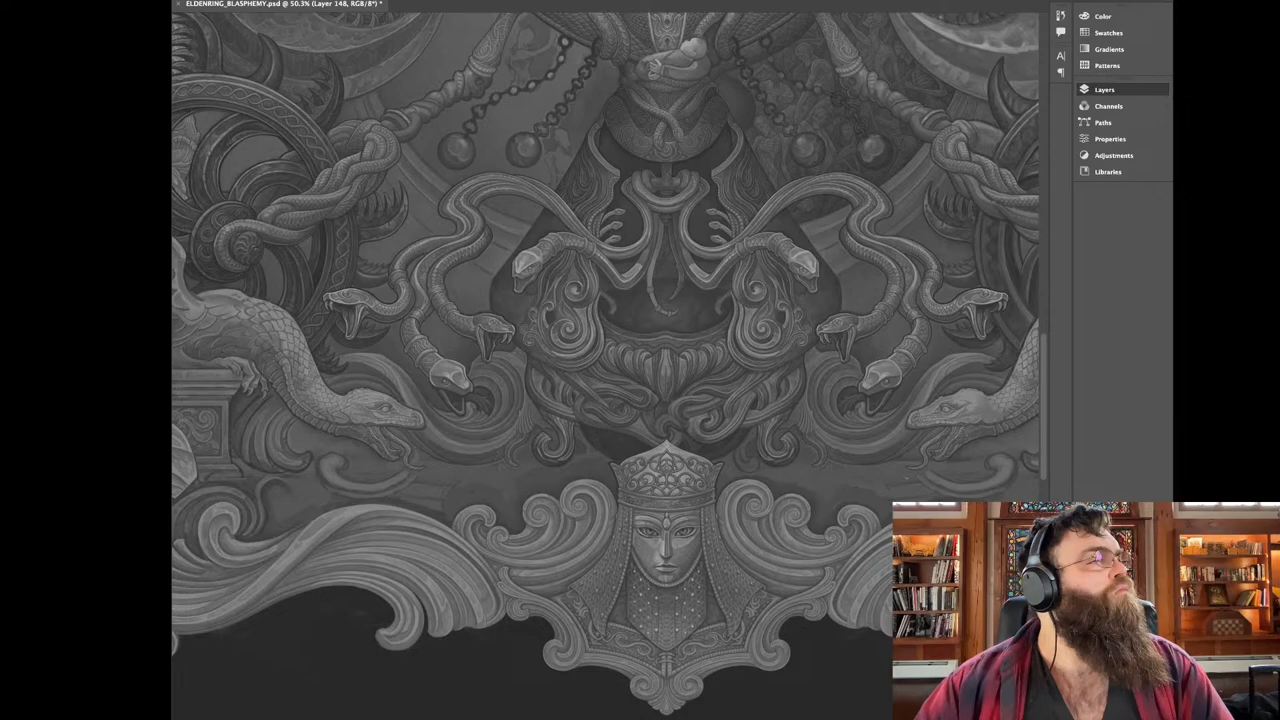 × ELDENRING_BLASPHEMY.psd @ 50.3% (Layer 148, RGB/8*) *
Color
Swatches
A|
Gradients
¶
Patterns
Layers
Channels
Paths
Properties
Adjustments
Libraries